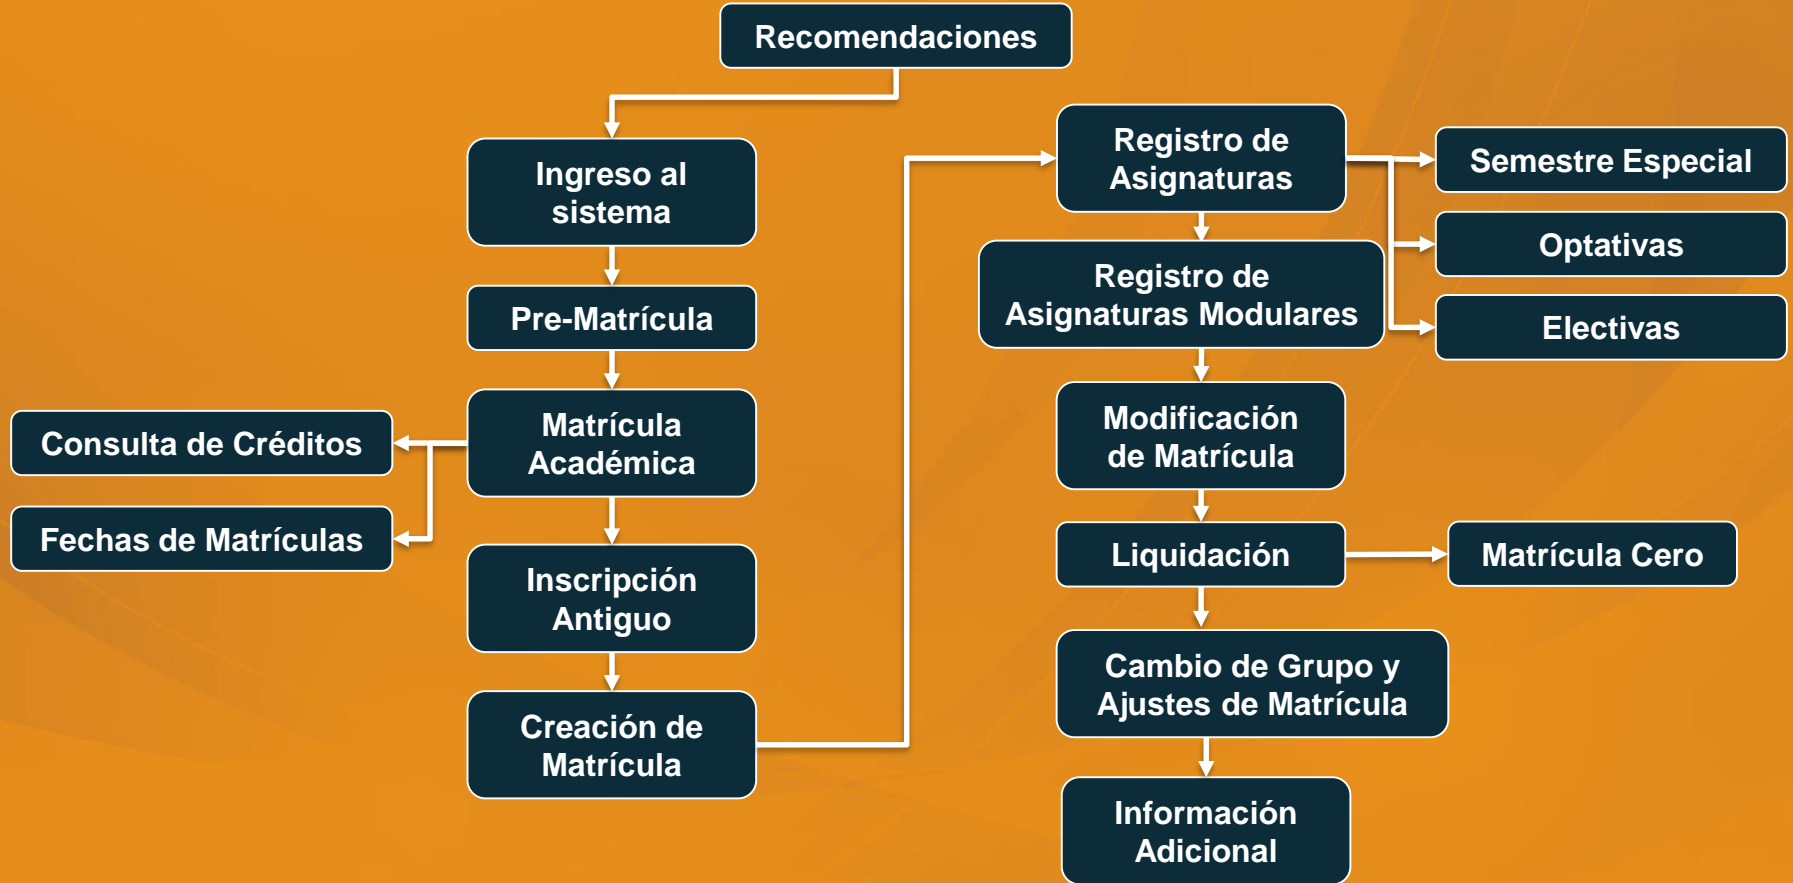 Recomendaciones
Ingreso al
sistema
Pre-Matrícula
Matrícula
Académica
Consulta de Créditos
Fechas de Matrículas
Inscripción
Antiguo
Creación de
Matrícula
Registro de
Asignaturas
Semestre Especial
Optativas
Electivas
Registro de
Asignaturas Modulares
Modificación
de Matrícula
Liquidación
Matrícula Cero
Cambio de Grupo y
Ajustes de Matrícula
Información
Adicional